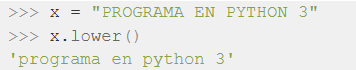 >>> x = "PROGRAMA EN PYTHON 3"
>>> x.lower()
'programa en python 3'